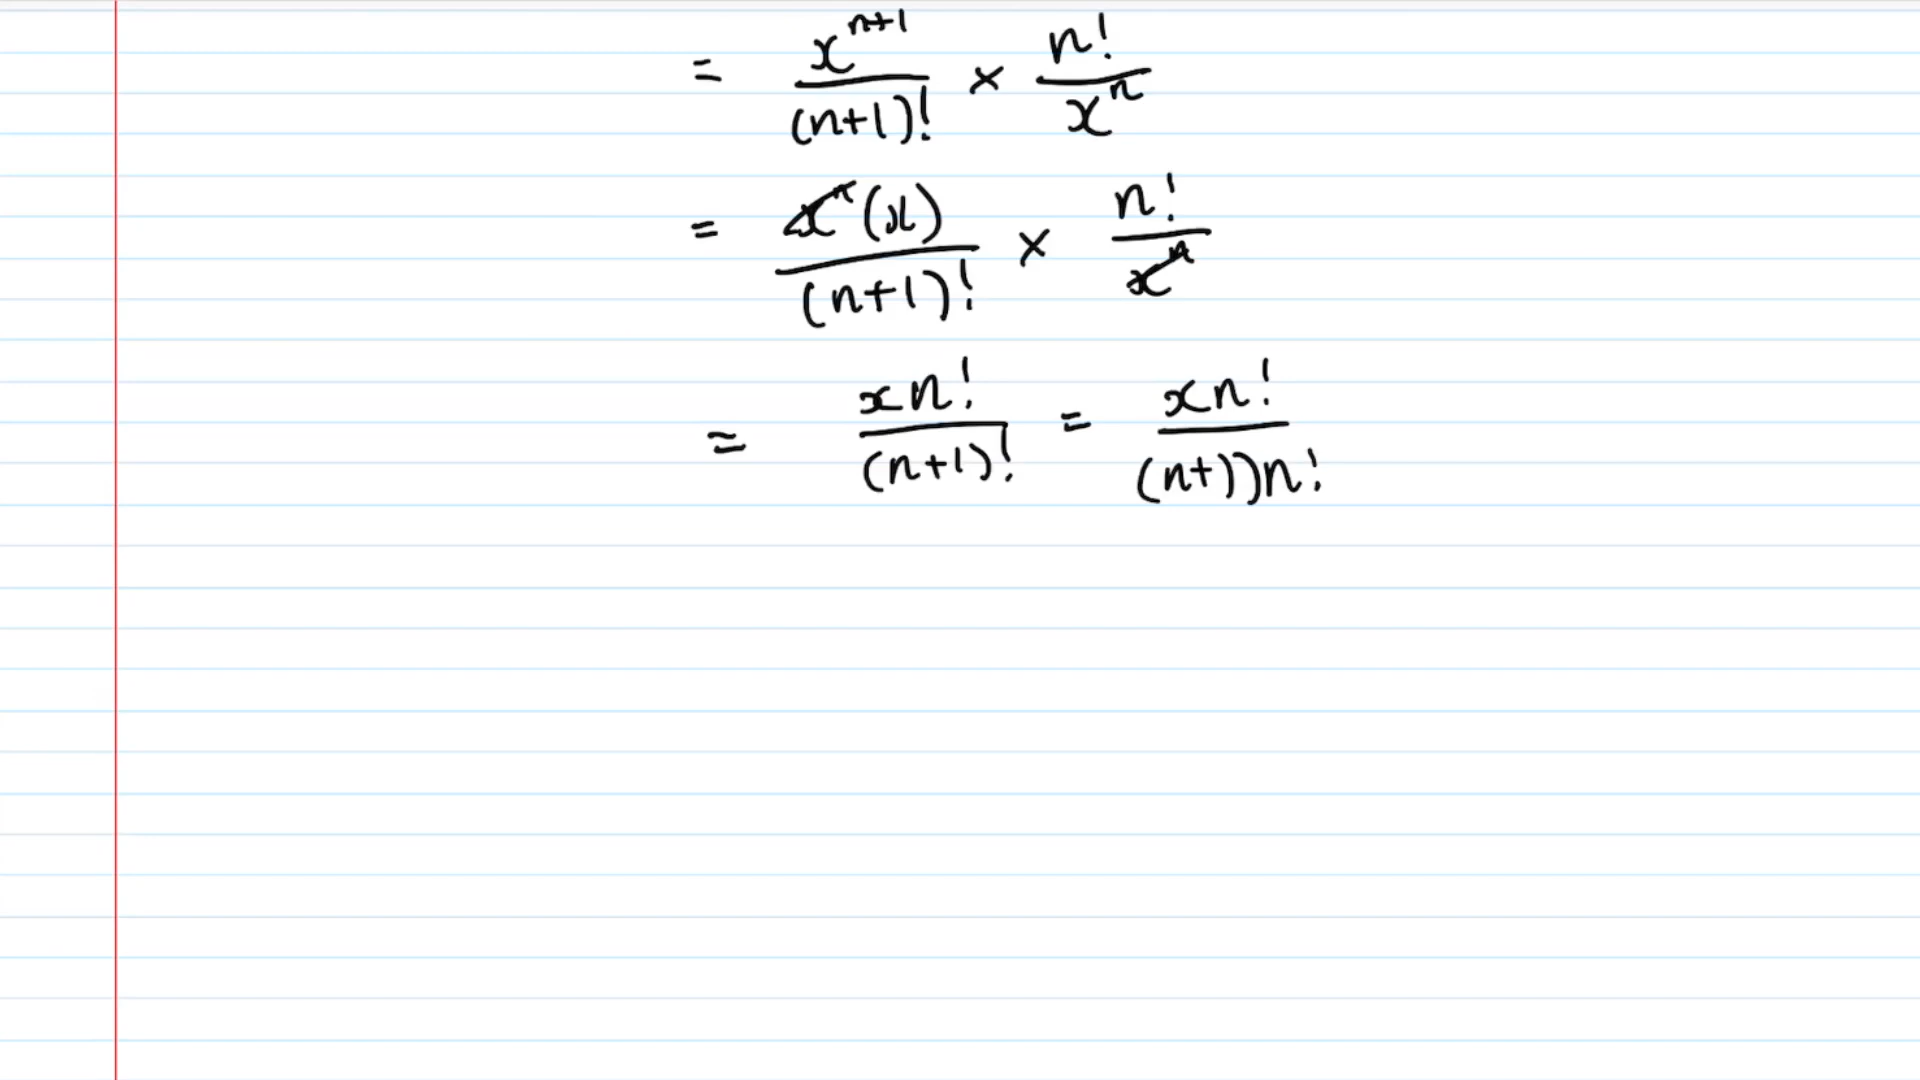 = x^{n+1}/(n+1)! × n!/x^n
= x^n(x)/(n+1)! × n!/x^n
= xn!/(n+1)! = xn!/(n+1)n!